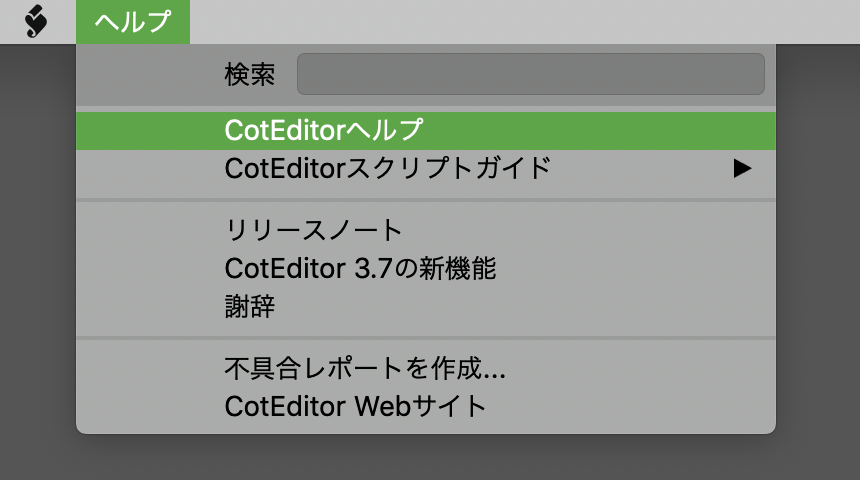 ヘルプ
検索
CotEditorヘルプ
CotEditorスクリプトガイド
リリースノート
CotEditor 3.7の新機能
謝辞
不具合レポートを作成...
CotEditor Webサイト